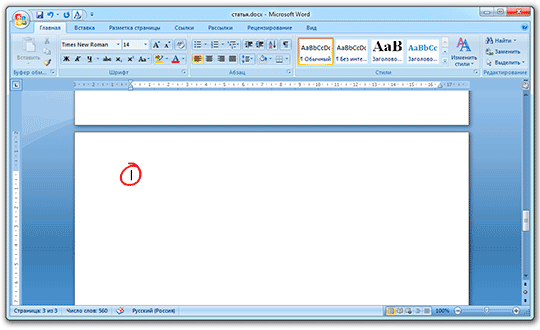 статья.docx - Microsoft Word
Главная Вставка Разметка страницы Ссылки Рассылки Рецензирование Вид
Times New Roman 14
Вставить
Ж К Ч
AaBbCcDc AaBbCcDc AaB AaBbCc
¶ Обычный ¶ Без инте... Заголово... Заголово...
Изменить стили
Найти
Заменить
Выделить
Буфер обм... Шрифт Абзац Стили Редактирование
Страница: 3 из 3 Число слов: 560 Русский (Россия) 100%